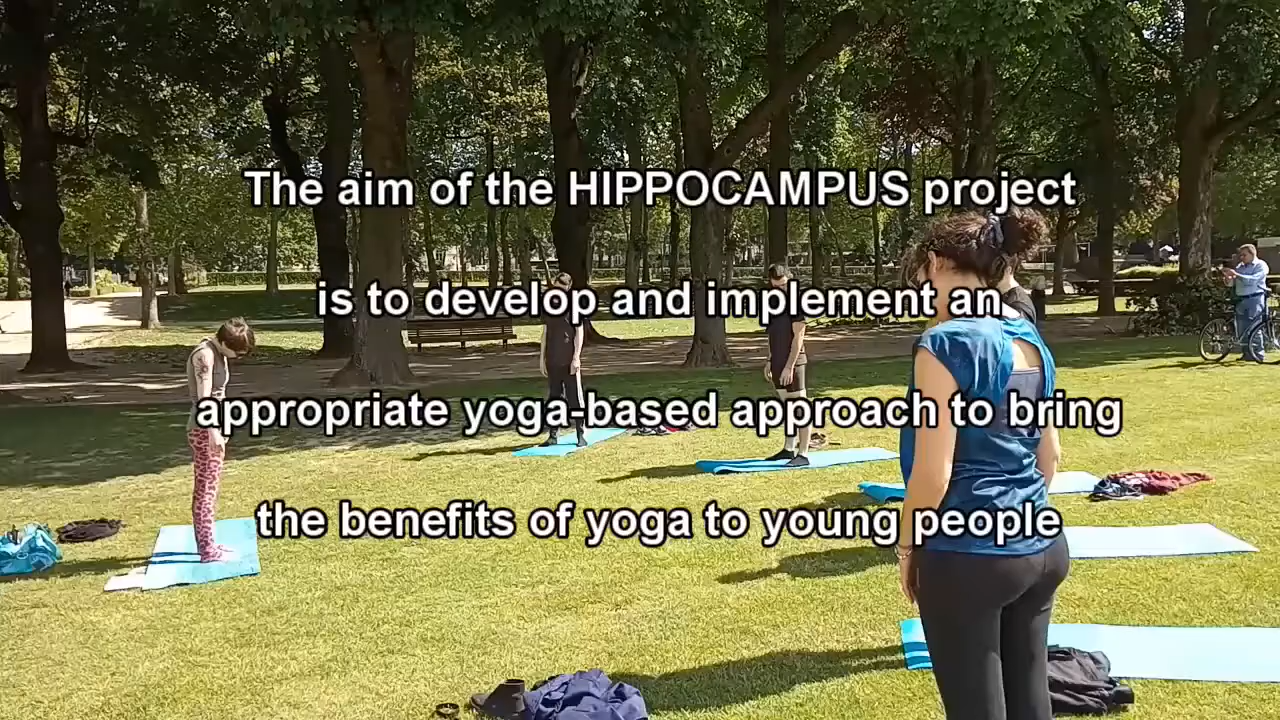 The aim of the HIPPOCAMPUS project
is to develop and implement an
appropriate yoga-based approach to bring
the benefits of yoga to young people